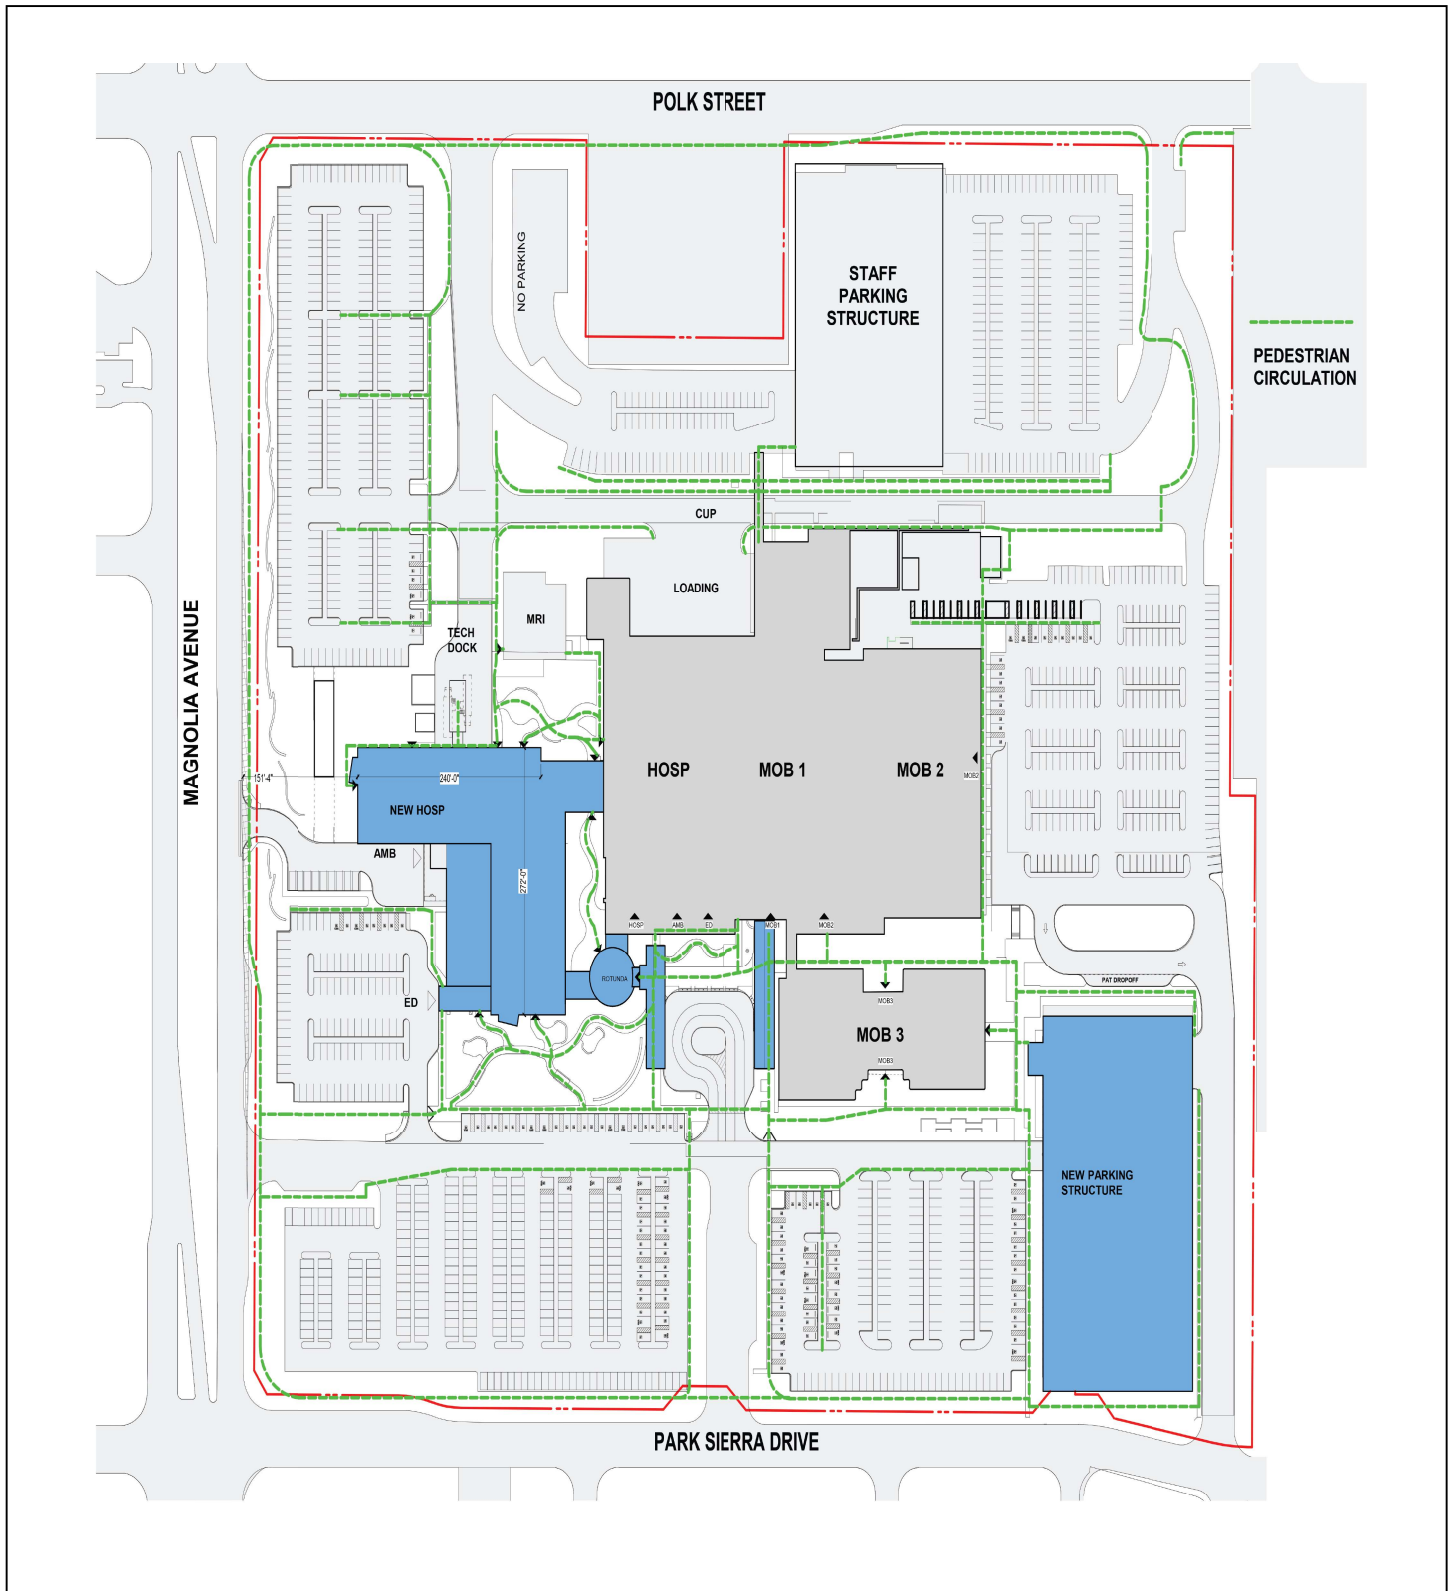 POLK STREET
NO PARKING
STAFF
PARKING
STRUCTURE
PEDESTRIAN
CIRCULATION
CUP
LOADING
MRI
TECH
DOCK
MAGNOLIA AVENUE
HOSP
MOB 1
MOB 2
MOB2
151'-4"
240'-0"
NEW HOSP
AMB
272'-0"
HOSP
AMB
ED
MOB1
MOB2
ROTUNDA
ED
PAT DROPOFF
MOB3
MOB 3
MOB3
NEW PARKING
STRUCTURE
PARK SIERRA DRIVE